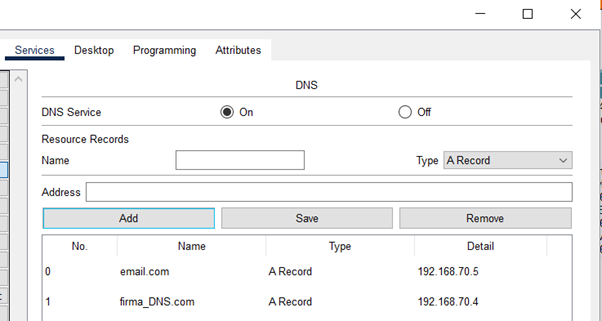 Services Desktop Programming Attributes
DNS
DNS Service On Off
Resource Records
Name Type A Record
Address
Add Save Remove
No. Name Type Detail
0 email.com A Record 192.168.70.5
1 firma_DNS.com A Record 192.168.70.4